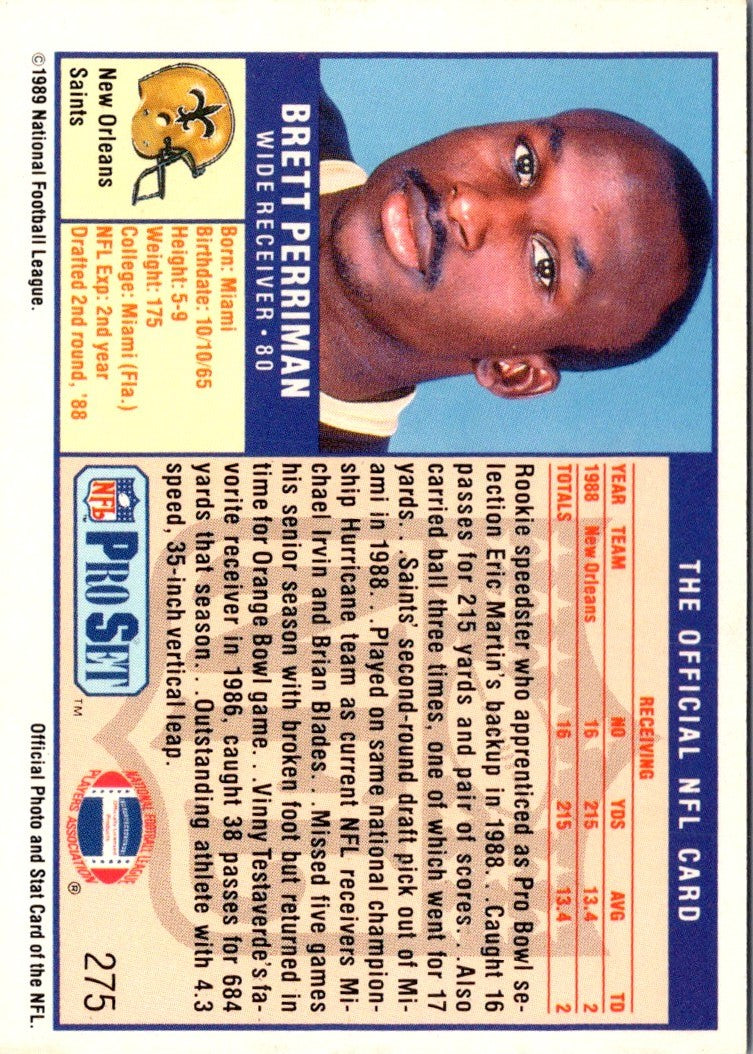 THE OFFICIAL NFL CARD
BRETT PERRIMAN
WIDE RECEIVER • 80
New Orleans
Saints
Born: Miami
Birthdate: 10/10/65
Height: 5-9
Weight: 175
College: Miami (Fla.)
NFL Exp: 2nd year
Drafted 2nd round, '88
RECEIVING
YEAR TEAM NO YDS AVG TD
1988 New Orleans 16 215 13.4 2
TOTALS 16 215 13.4 2
Rookie speedster who apprenticed as Pro Bowl se-
lection Eric Martin's backup in 1988. . .Caught 16
passes for 215 yards and pair of scores. . .Also
carried ball three times, one of which went for 17
yards. . .Saints' second-round draft pick out of Mi-
ami in 1988. . .Played on same national champion-
ship Hurricane team as current NFL receivers Mi-
chael Irvin and Brian Blades. . .Missed five games
his senior season with broken foot but returned in
time for Orange Bowl game. . .Vinny Testaverde's fa-
vorite receiver in 1986, caught 38 passes for 684
yards that season. . .Outstanding athlete with 4.3
speed, 35-inch vertical leap.
NFL PRO SET ™
NATIONAL FOOTBALL LEAGUE
PLAYERS ASSOCIATION ®
275
© 1989 National Football League.
Official Photo and Stat Card of the NFL.